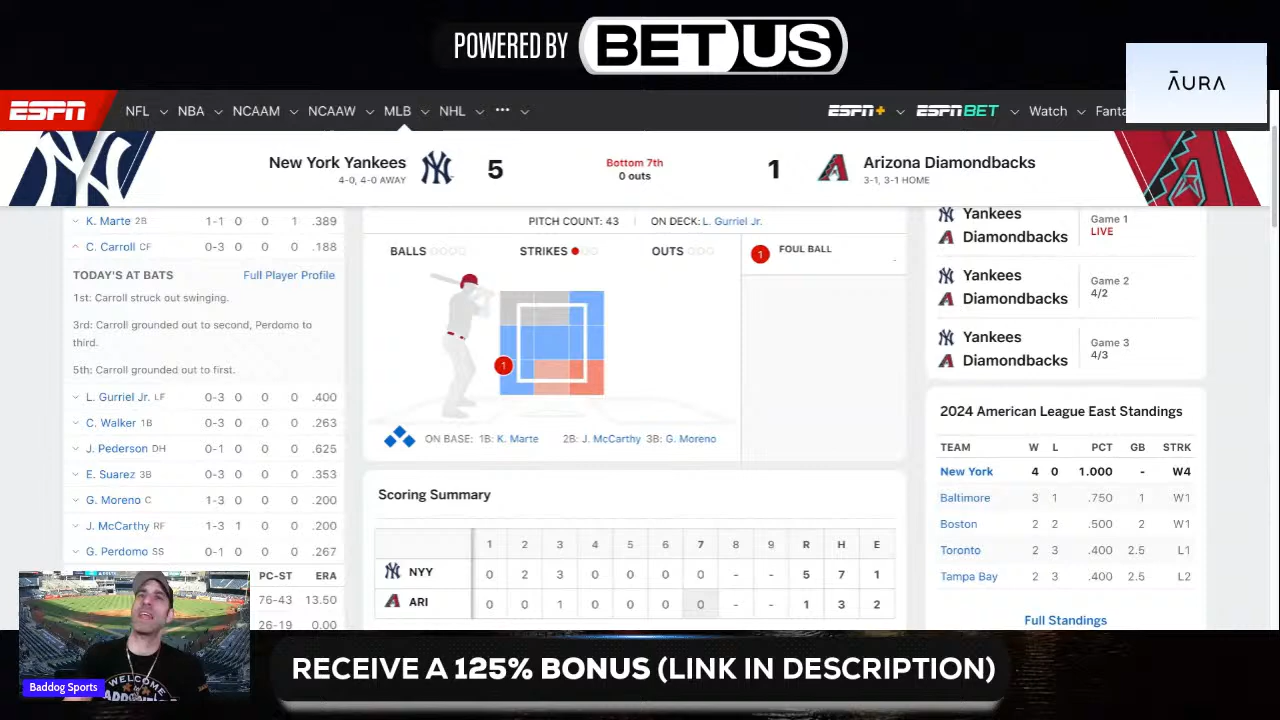 POWERED BY BETUS
ĀURA
ESPN NFL NBA NCAAM NCAAW MLB NHL ••• ESPN+ ESPNBET Watch Fanta
New York Yankees 5 Bottom 7th 1 Arizona Diamondbacks
4-0, 4-0 AWAY 0 outs 3-1, 3-1 HOME
K. Marte 2B 1-1 0 0 1 .389
C. Carroll CF 0-3 0 0 0 .188
TODAY'S AT BATS Full Player Profile
1st: Carroll struck out swinging.
3rd: Carroll grounded out to second, Perdomo to
third.
5th: Carroll grounded out to first.
L. Gurriel Jr. LF 0-3 0 0 0 .400
C. Walker 1B 0-3 0 0 0 .263
J. Pederson DH 0-1 0 0 0 .625
E. Suarez 3B 0-3 0 0 0 .353
G. Moreno C 1-3 0 0 0 .200
J. McCarthy RF 1-3 1 0 0 .200
G. Perdomo SS 0-1 0 0 0 .267
PC-ST ERA
76-43 13.50
26-19 0.00
PITCH COUNT: 43 ON DECK: L. Gurriel Jr.
BALLS STRIKES OUTS
1 FOUL BALL
1
ON BASE: 1B: K. Marte 2B: J. McCarthy 3B: G. Moreno
Scoring Summary
1 2 3 4 5 6 7 8 9 R H E
NYY 0 2 3 0 0 0 0 - - 5 7 1
ARI 0 0 1 0 0 0 0 - - 1 3 2
Yankees
Diamondbacks
Game 1
LIVE
Yankees
Diamondbacks
Game 2
4/2
Yankees
Diamondbacks
Game 3
4/3
2024 American League East Standings
TEAM W L PCT GB STRK
New York 4 0 1.000 - W4
Baltimore 3 1 .750 1 W1
Boston 2 2 .500 2 W1
Toronto 2 3 .400 2.5 L1
Tampa Bay 2 3 .400 2.5 L2
Full Standings
WELCOME
Baddog Sports
RECEIVE A 125% BONUS (LINK IN DESCRIPTION)